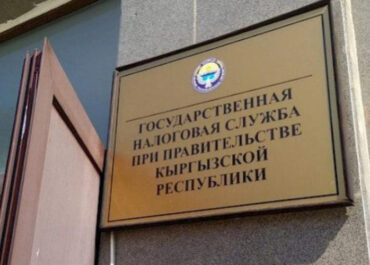 ГОСУДАРСТВЕННАЯ
НАЛОГОВАЯ СЛУЖБА
ПРИ ПРАВИТЕЛЬСТВЕ
КЫРГЫЗСКОЙ
РЕСПУБЛИКИ